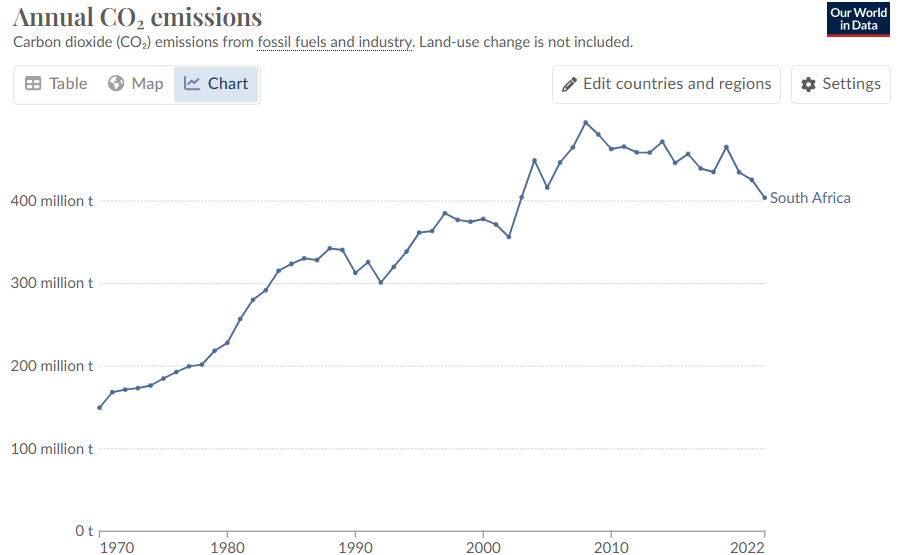 Annual CO₂ emissions
Carbon dioxide (CO₂) emissions from fossil fuels and industry. Land-use change is not included.
Our World
in Data
Table
Map
Chart
Edit countries and regions
Settings
400 million t
South Africa
300 million t
200 million t
100 million t
0 t
1970
1980
1990
2000
2010
2022